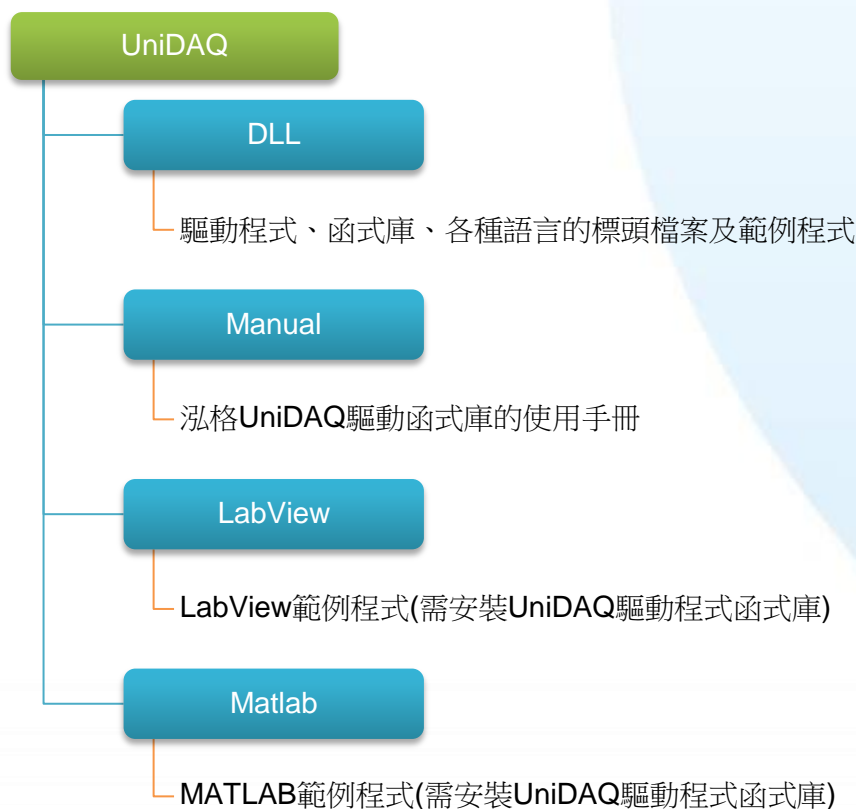 UniDAQ
DLL
驅動程式、函式庫、各種語言的標頭檔案及範例程式
Manual
泓格UniDAQ驅動函式庫的使用手冊
LabView
LabView範例程式(需安裝UniDAQ驅動程式函式庫)
Matlab
MATLAB範例程式(需安裝UniDAQ驅動程式函式庫)